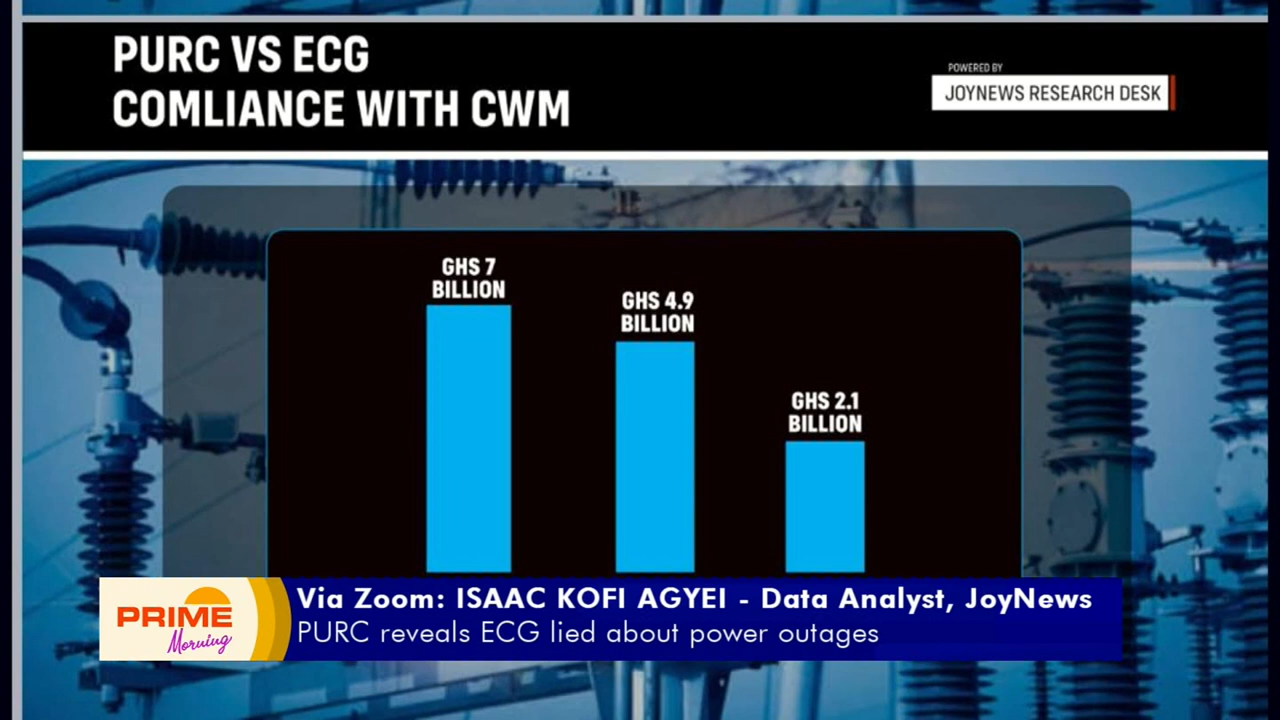 PURC VS ECG
COMLIANCE WITH CWM
POWERED BY
JOYNEWS RESEARCH DESK
GHS 7
BILLION
GHS 4.9
BILLION
GHS 2.1
BILLION
PRIME
Morning
Via Zoom: ISAAC KOFI AGYEI - Data Analyst, JoyNews
PURC reveals ECG lied about power outages